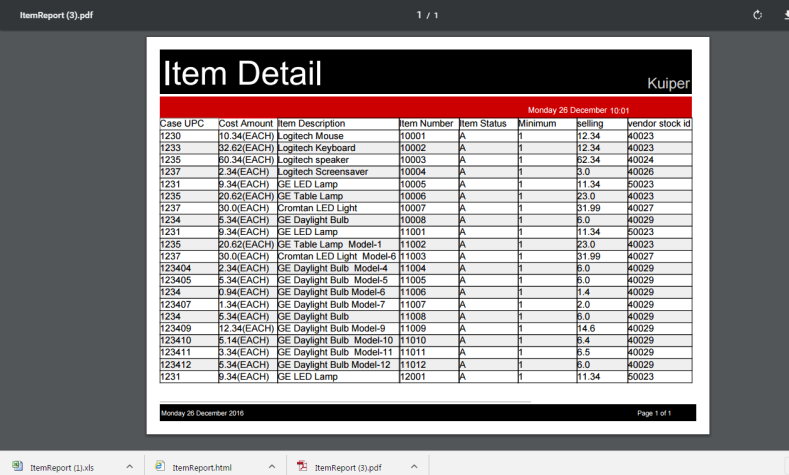 ItemReport (3).pdf 1 / 1
Item Detail
Kuiper
Monday 26 December 10:01
Case UPC Cost Amount Item Description Item Number Item Status Minimum selling vendor stock id
1230 10.34(EACH) Logitech Mouse 10001 A 1 12.34 40023
1233 32.62(EACH) Logitech Keyboard 10002 A 1 12.34 40023
1235 60.34(EACH) Logitech speaker 10003 A 1 62.34 40024
1237 2.34(EACH) Logitech Screensaver 10004 A 1 3.0 40026
1231 9.34(EACH) GE LED Lamp 10005 A 1 11.34 50023
1235 20.62(EACH) GE Table Lamp 10006 A 1 23.0 40023
1237 30.0(EACH) Cromtan LED Light 10007 A 1 31.99 40027
1234 5.34(EACH) GE Daylight Bulb 10008 A 1 6.0 40029
1231 9.34(EACH) GE LED Lamp 11001 A 1 11.34 50023
1235 20.62(EACH) GE Table Lamp Model-1 11002 A 1 23.0 40023
1237 30.0(EACH) Cromtan LED Light Model-6 11003 A 1 31.99 40027
123404 2.34(EACH) GE Daylight Bulb Model-4 11004 A 1 6.0 40029
123405 5.34(EACH) GE Daylight Bulb Model-5 11005 A 1 6.0 40029
1234 0.94(EACH) GE Daylight Bulb Model-6 11006 A 1 1.4 40029
123407 1.34(EACH) GE Daylight Bulb Model-7 11007 A 1 2.0 40029
1234 5.34(EACH) GE Daylight Bulb 11008 A 1 6.0 40029
123409 12.34(EACH) GE Daylight Bulb Model-9 11009 A 1 14.6 40029
123410 5.14(EACH) GE Daylight Bulb Model-10 11010 A 1 6.4 40029
123411 3.34(EACH) GE Daylight Bulb Model-11 11011 A 1 6.5 40029
123412 5.34(EACH) GE Daylight Bulb Model-12 11012 A 1 6.0 40029
1231 9.34(EACH) GE LED Lamp 12001 A 1 11.34 50023
Monday 26 December 2016 Page 1 of 1
ItemReport (1).xls ItemReport.html ItemReport (3).pdf